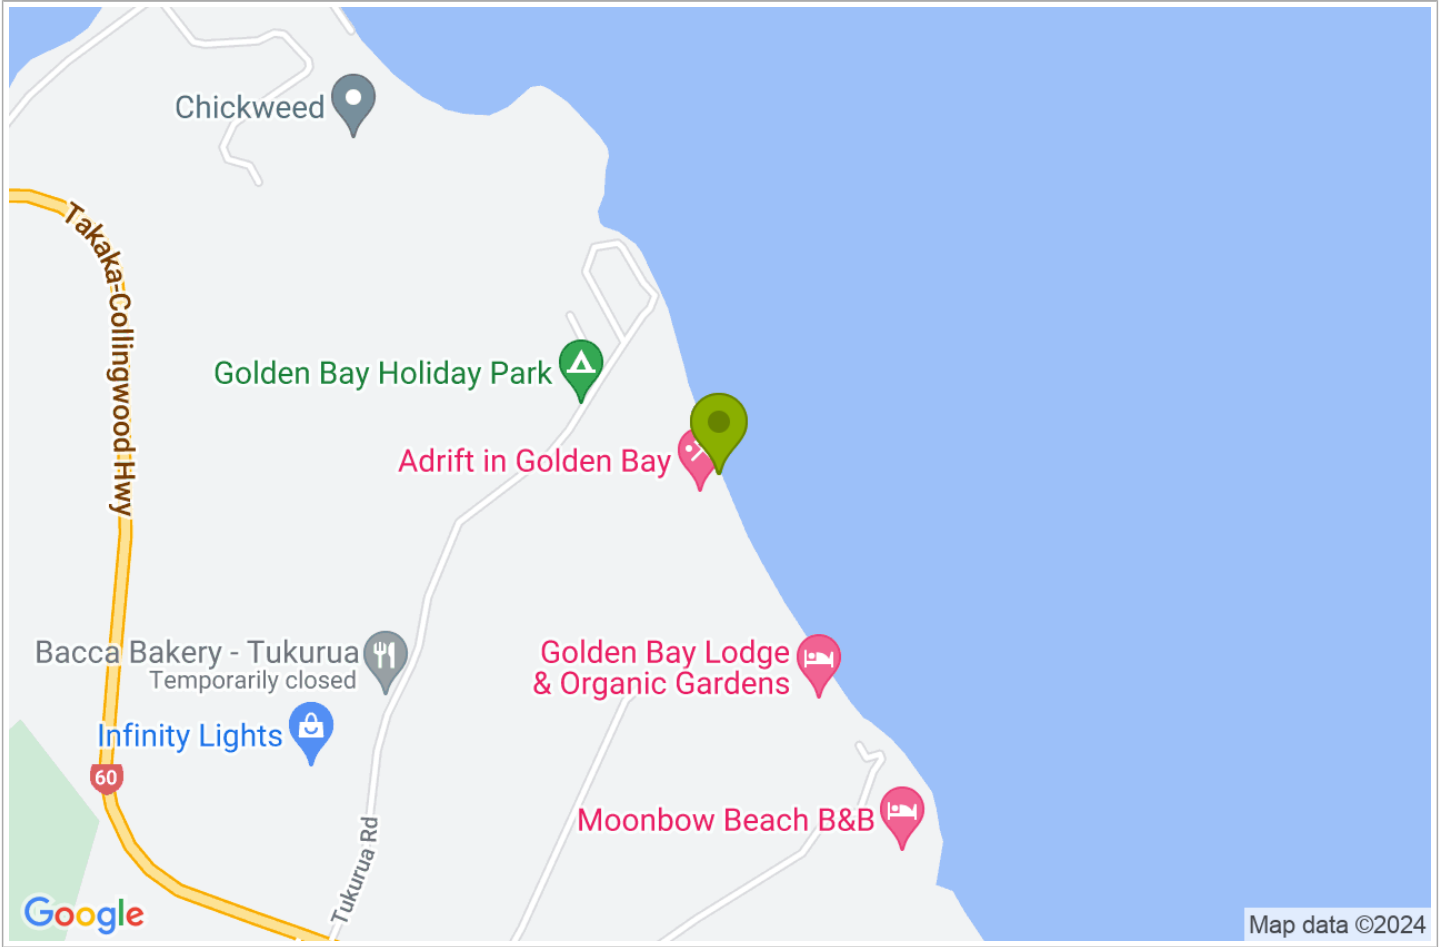 Chickweed
Takaka-Collingwood Hwy
Golden Bay Holiday Park
Adrift in Golden Bay
Bacca Bakery - Tukurua
Temporarily closed
Golden Bay Lodge
& Organic Gardens
Infinity Lights
60
Moonbow Beach B&B
Tukurua Rd
Google
Map data ©2024